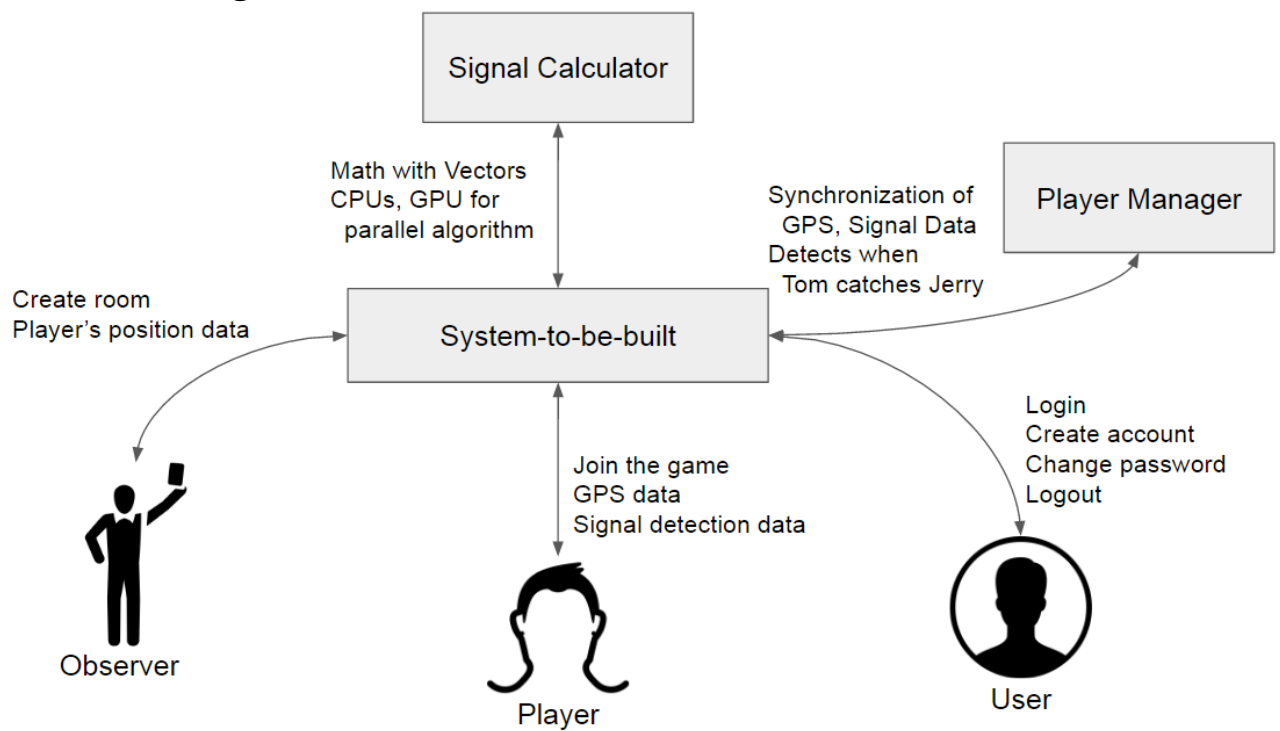 Signal Calculator
Math with Vectors
CPUs, GPU for
parallel algorithm
Synchronization of
GPS, Signal Data
Detects when
Tom catches Jerry
Player Manager
Create room
Player's position data
System-to-be-built
Login
Create account
Change password
Logout
Join the game
GPS data
Signal detection data
Observer
Player
User